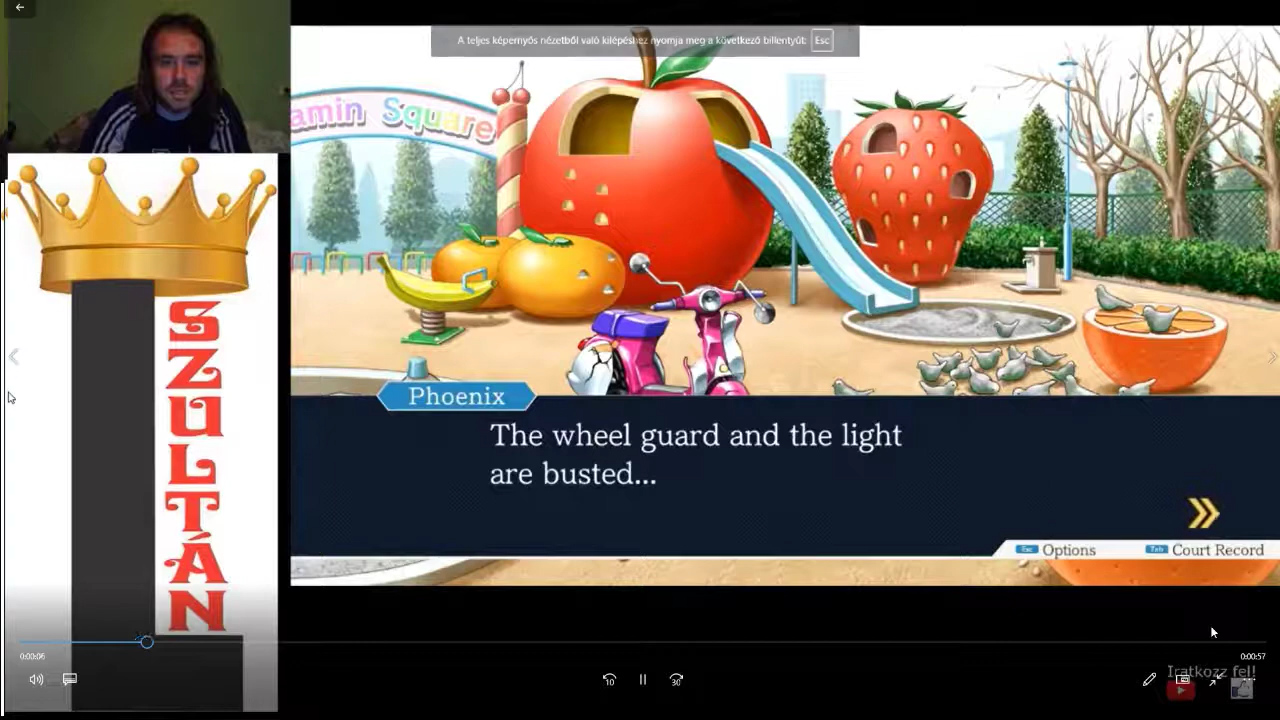 A teljes képernyős nézetből való kilépéshez nyomja meg a következő billentyűt: Esc
amin Square
SZULTÁN
Phoenix
The wheel guard and the light
are busted...
Esc Options Tab Court Record
0:00:06
0:00:57
10
30
Iratkozz fel!